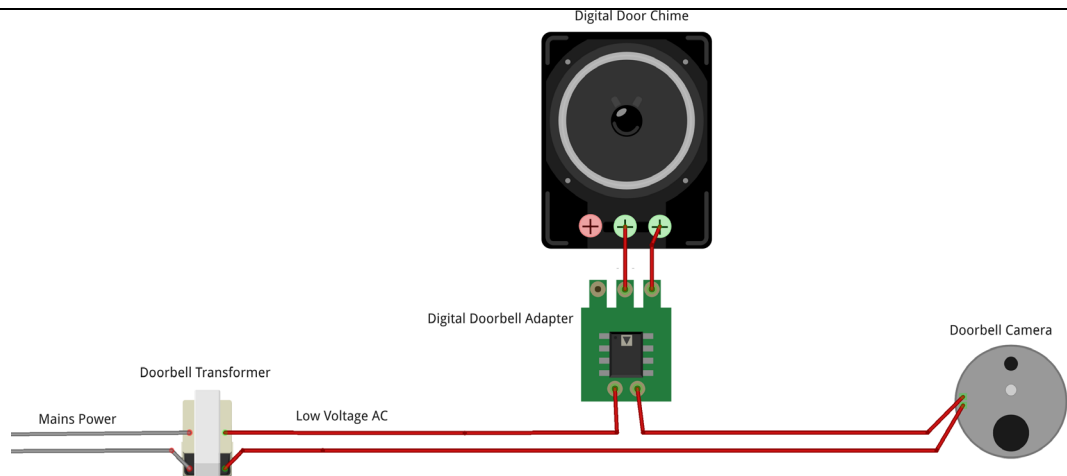 Digital Door Chime
Digital Doorbell Adapter
Doorbell Camera
Doorbell Transformer
Mains Power
Low Voltage AC